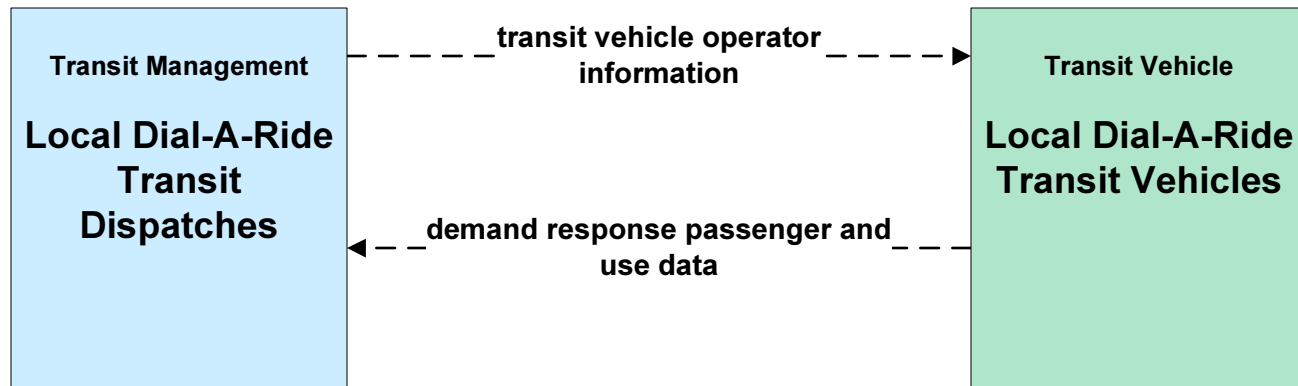 Transit Management
Local Dial-A-Ride
Transit
Dispatches
transit vehicle operator
information
demand response passenger and
use data
Transit Vehicle
Local Dial-A-Ride
Transit Vehicles